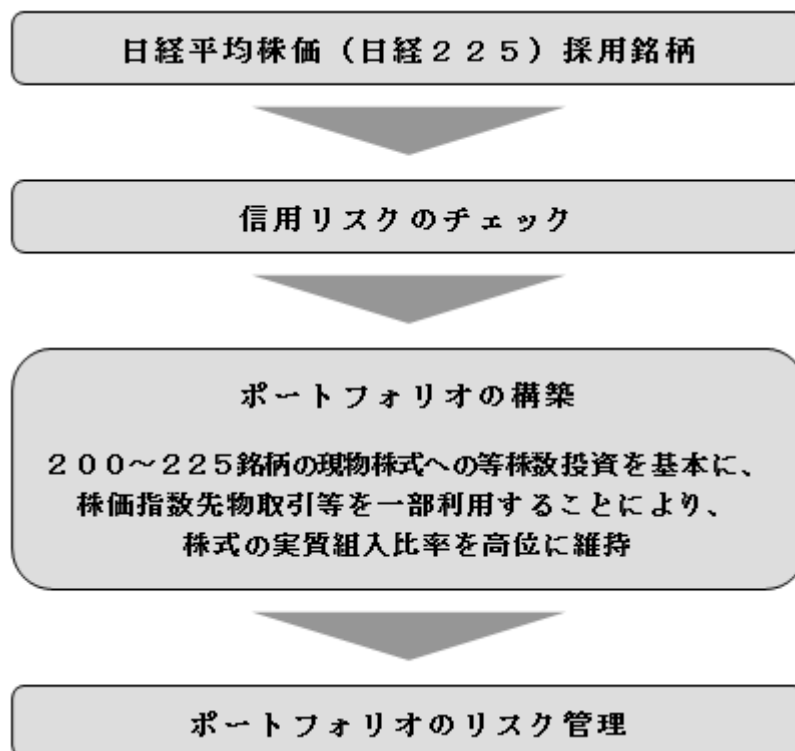 日経平均株価（日経２２５）採用銘柄
信用リスクのチェック
ポートフォリオの構築
２００～２２５銘柄の現物株式への等株数投資を基本に、
株価指数先物取引等を一部利用することにより、
株式の実質組入比率を高位に維持
ポートフォリオのリスク管理